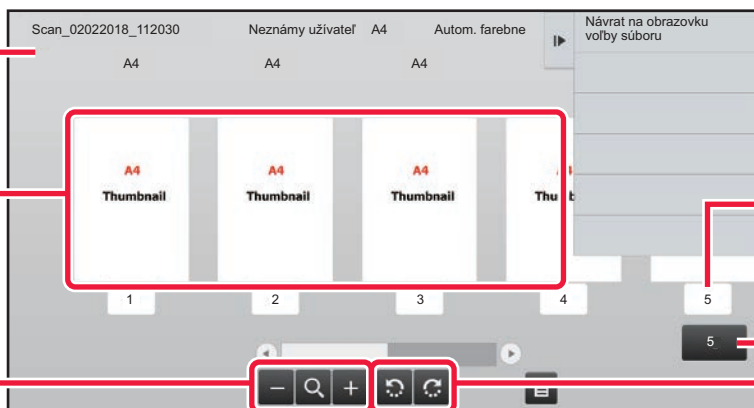 Scan_02022018_112030 Neznámy užívateľ A4 Autom. farebne
Návrat na obrazovku
voľby súboru
A4 A4 A4
A4 A4 A4
Thumbnail Thumbnail Thumbnail
1 2 3 4 5
5